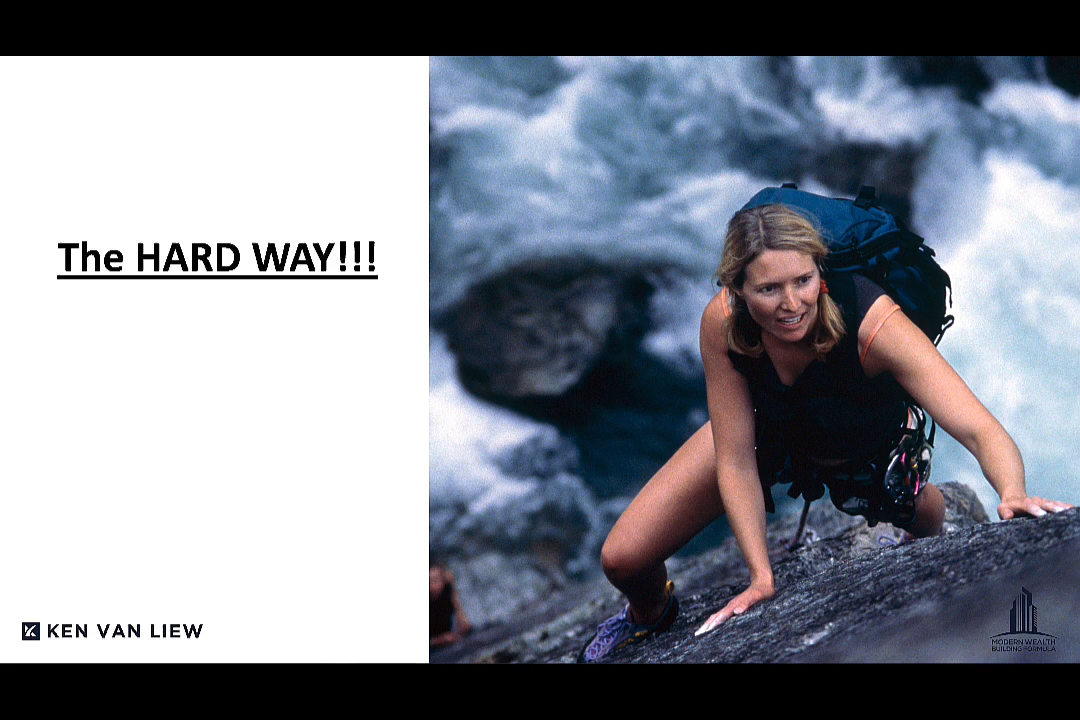 The HARD WAY!!!
KEN VAN LIEW
MODERN WEALTH
BUILDING FORMULA